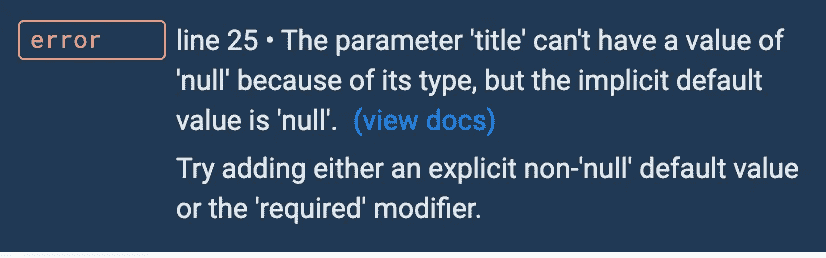 error
line 25 • The parameter 'title' can't have a value of
'null' because of its type, but the implicit default
value is 'null'. (view docs)
Try adding either an explicit non-'null' default value
or the 'required' modifier.